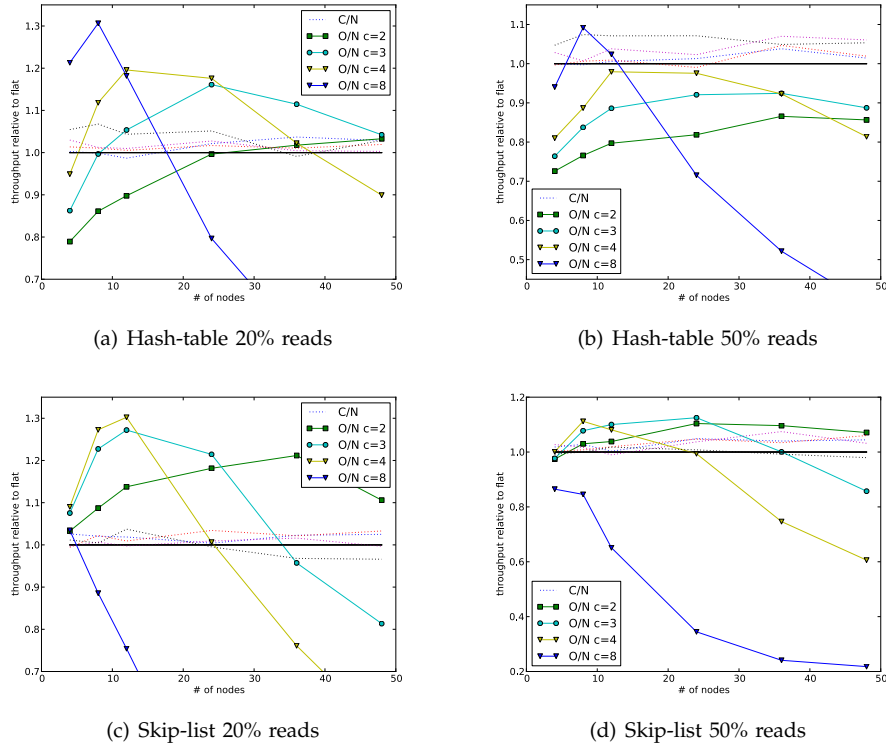 1.3
1.2
1.1
1.0
0.9
0.8
0.7
throughput relative to flat
0 10 20 30 40 50
# of nodes
C/N
O/N c=2
O/N c=3
O/N c=4
O/N c=8
(a) Hash-table 20% reads
1.1
1.0
0.9
0.8
0.7
0.6
0.5
throughput relative to flat
0 10 20 30 40 50
# of nodes
C/N
O/N c=2
O/N c=3
O/N c=4
O/N c=8
(b) Hash-table 50% reads
1.3
1.2
1.1
1.0
0.9
0.8
0.7
throughput relative to flat
0 10 20 30 40 50
# of nodes
C/N
O/N c=2
O/N c=3
O/N c=4
O/N c=8
(c) Skip-list 20% reads
1.2
1.0
0.8
0.6
0.4
0.2
throughput relative to flat
0 10 20 30 40 50
# of nodes
C/N
O/N c=2
O/N c=3
O/N c=4
O/N c=8
(d) Skip-list 50% reads